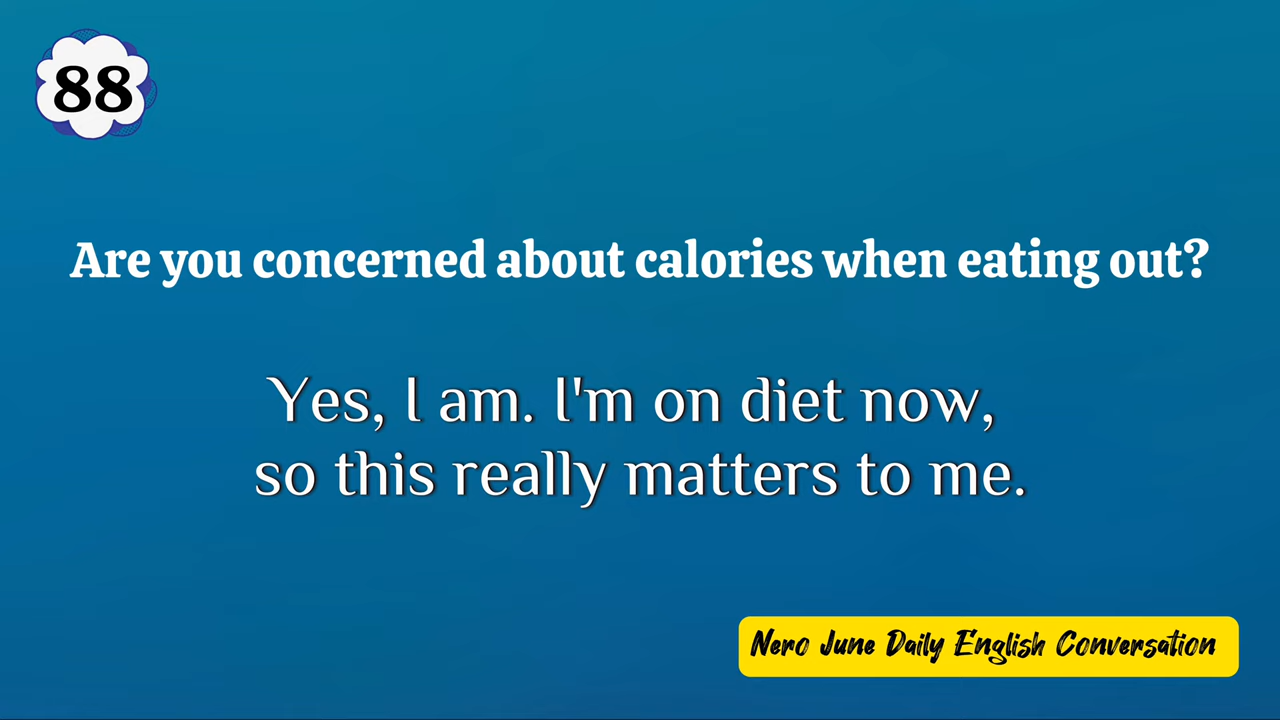 88
Are you concerned about calories when eating out?
Yes, I am. I'm on diet now,
so this really matters to me.
Nero June Daily English Conversation